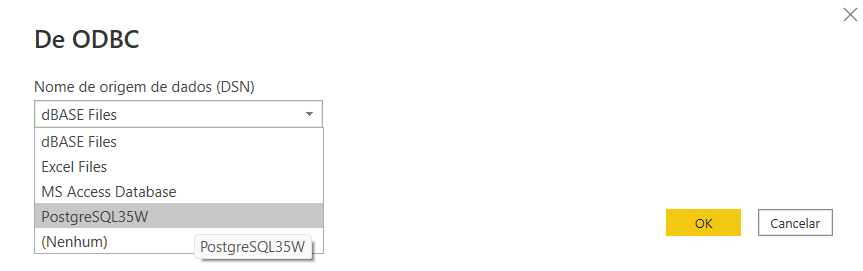 De ODBC
Nome de origem de dados (DSN)
dBASE Files
dBASE Files
Excel Files
MS Access Database
PostgreSQL35W
(Nenhum)
PostgreSQL35W
OK
Cancelar